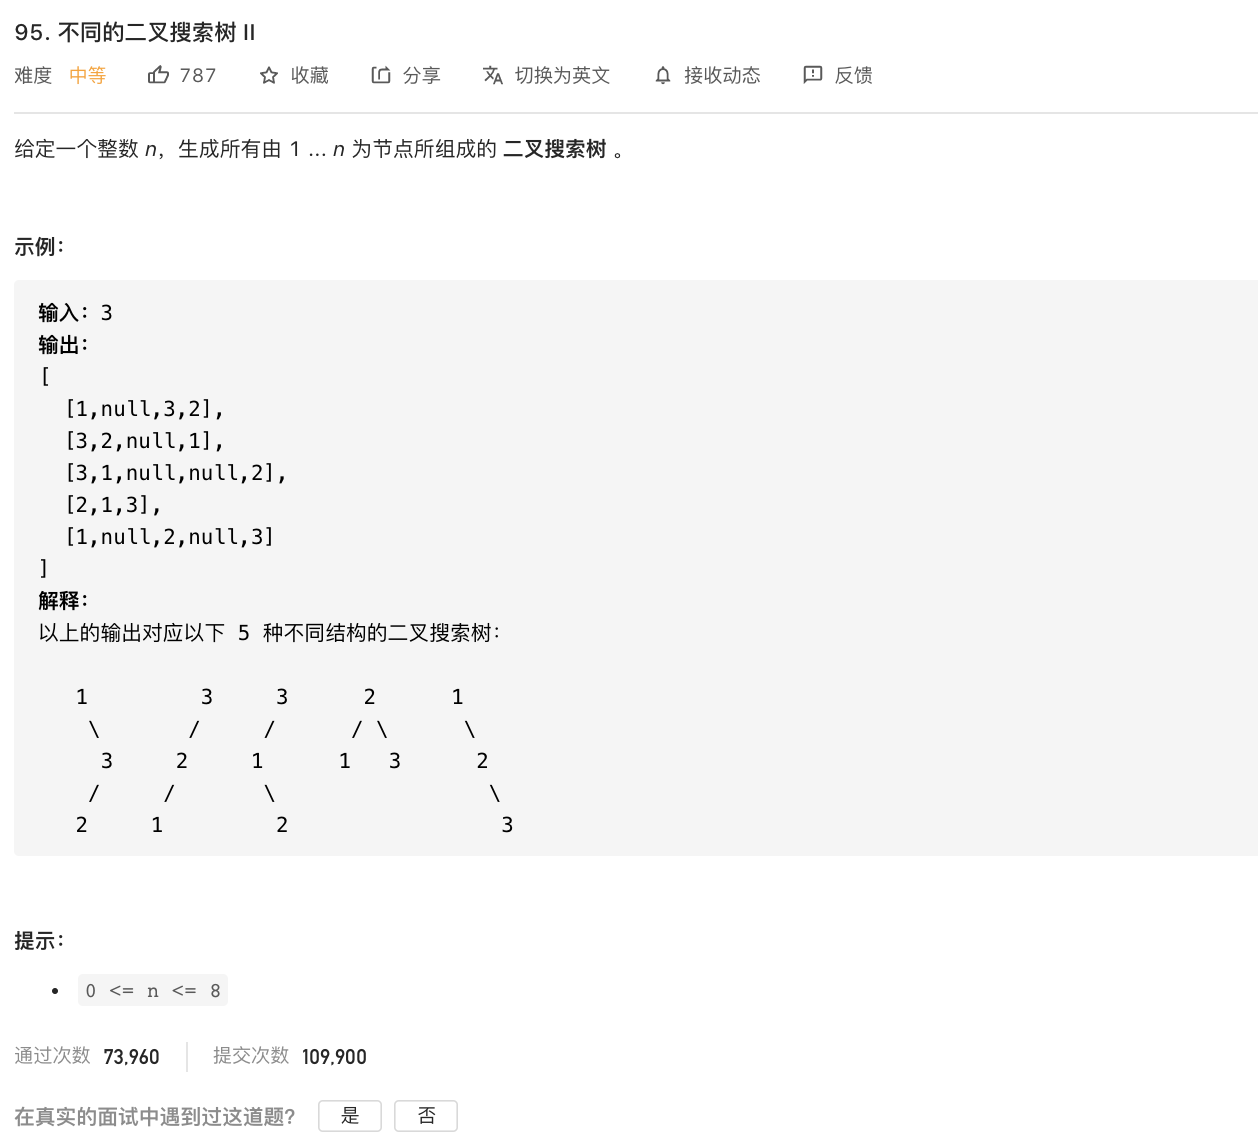 95. 不同的二叉搜索树 II
难度 中等 787 收藏 分享 切换为英文 接收动态 反馈
给定一个整数 n，生成所有由 1 ... n 为节点所组成的 二叉搜索树 。
示例：
输入：3
输出：
[
  [1,null,3,2],
  [3,2,null,1],
  [3,1,null,null,2],
  [2,1,3],
  [1,null,2,null,3]
]
解释：
以上的输出对应以下 5 种不同结构的二叉搜索树：
   1         3     3      2      1
    \       /     /      / \      \
     3     2     1      1   3      2
    /     /       \                 \
   2     1         2                 3
提示：
• 0 <= n <= 8
通过次数 73,960 提交次数 109,900
在真实的面试中遇到过这道题? 是 否